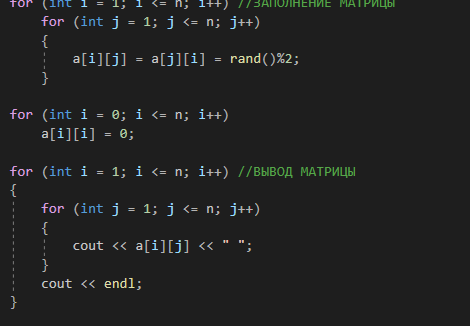 for (int i = 1; i <= n; i++) //ЗАПОЛНЕНИЕ МАТРИЦЫ
for (int j = 1; j <= n; j++)
{
a[i][j] = a[j][i] = rand()%2;
}
for (int i = 0; i <= n; i++)
a[i][i] = 0;
for (int i = 1; i <= n; i++) //ВЫВОД МАТРИЦЫ
{
for (int j = 1; j <= n; j++)
{
cout << a[i][j] << " ";
}
cout << endl;
}